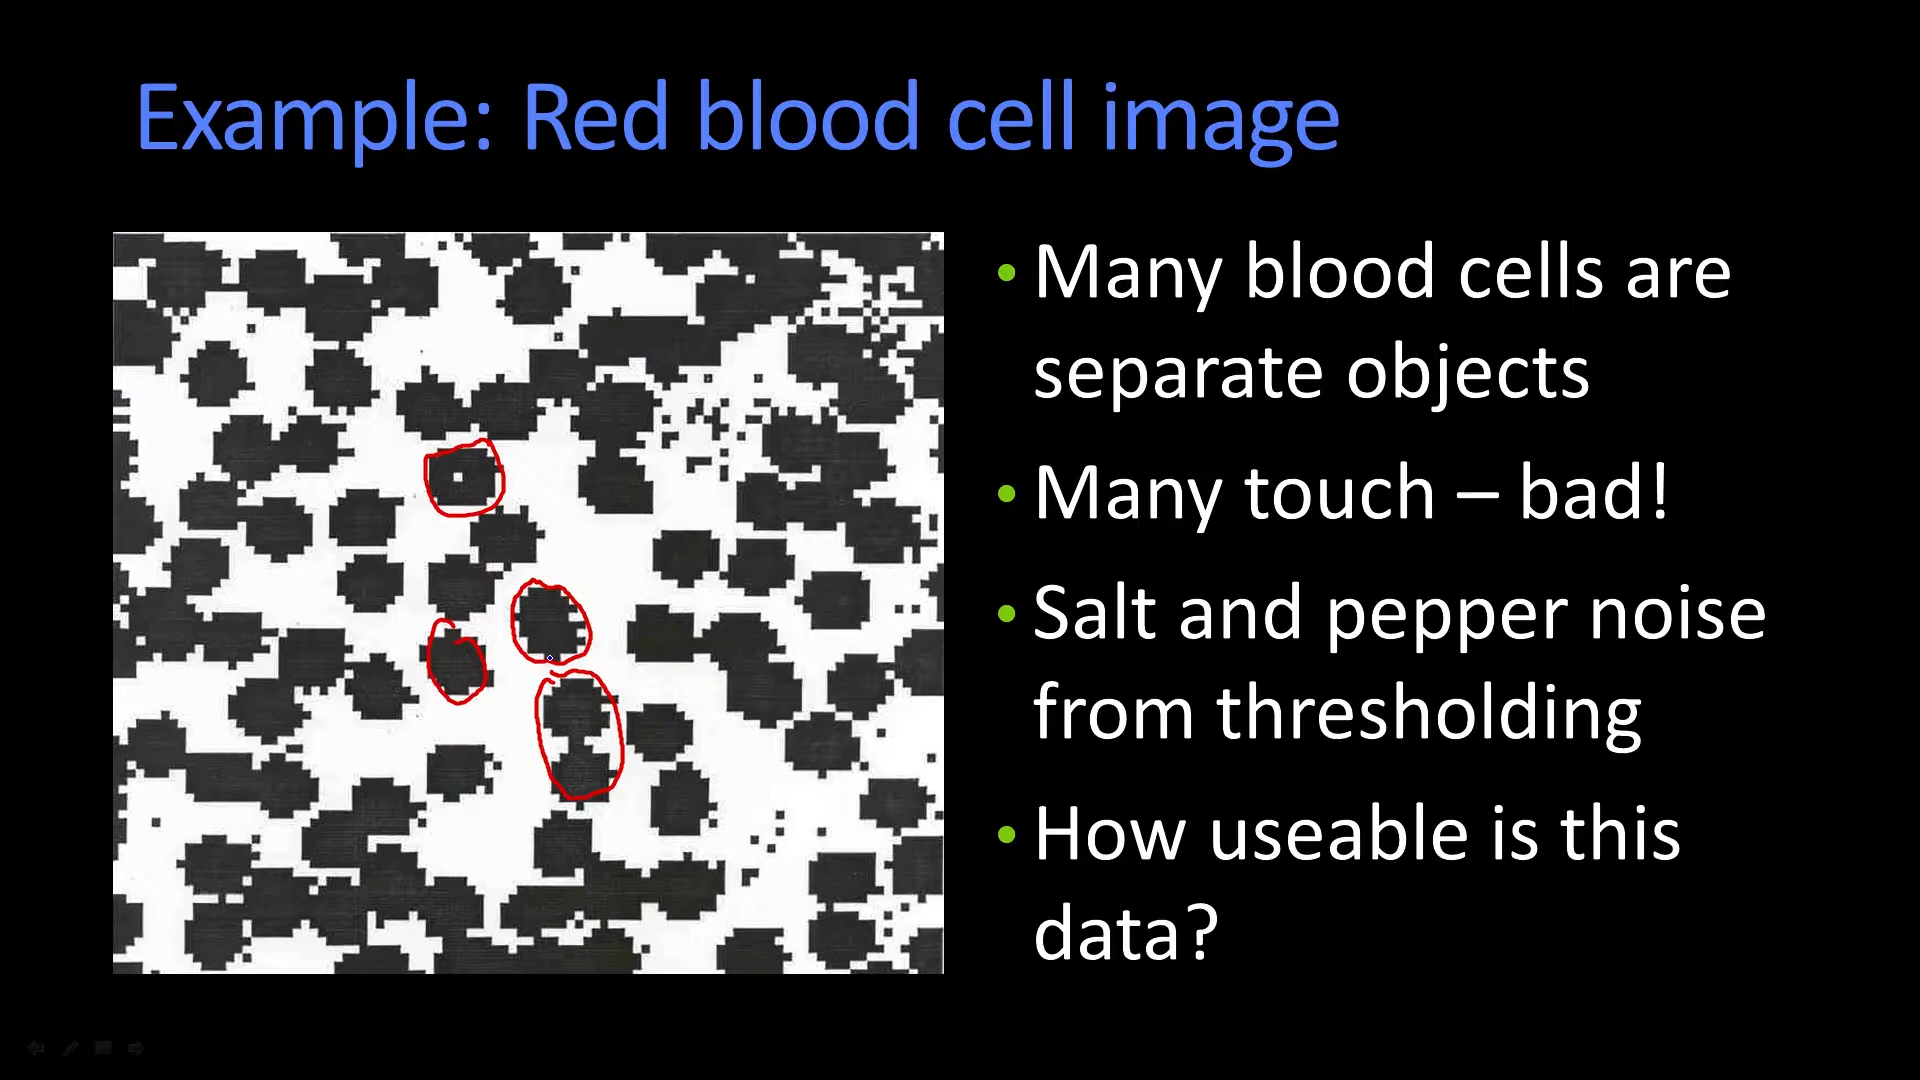 Example: Red blood cell image
• Many blood cells are
separate objects
• Many touch – bad!
• Salt and pepper noise
from thresholding
• How useable is this
data?